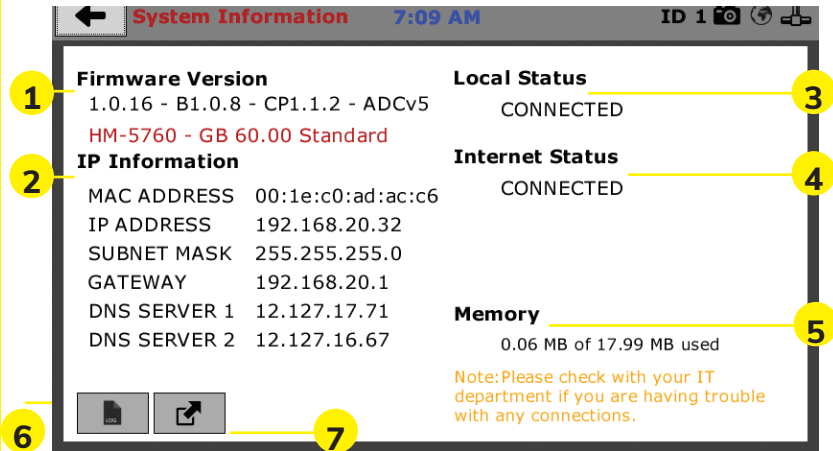 System Information 7:09 AM ID 1
Firmware Version
1.0.16 - B1.0.8 - CP1.1.2 - ADCv5
HM-5760 - GB 60.00 Standard
IP Information
MAC ADDRESS 00:1e:c0:ad:ac:c6
IP ADDRESS 192.168.20.32
SUBNET MASK 255.255.255.0
GATEWAY 192.168.20.1
DNS SERVER 1 12.127.17.71
DNS SERVER 2 12.127.16.67
Local Status
CONNECTED
Internet Status
CONNECTED
Memory
0.06 MB of 17.99 MB used
Note:Please check with your IT
department if you are having trouble
with any connections.
LOG
1
2
3
4
5
6
7